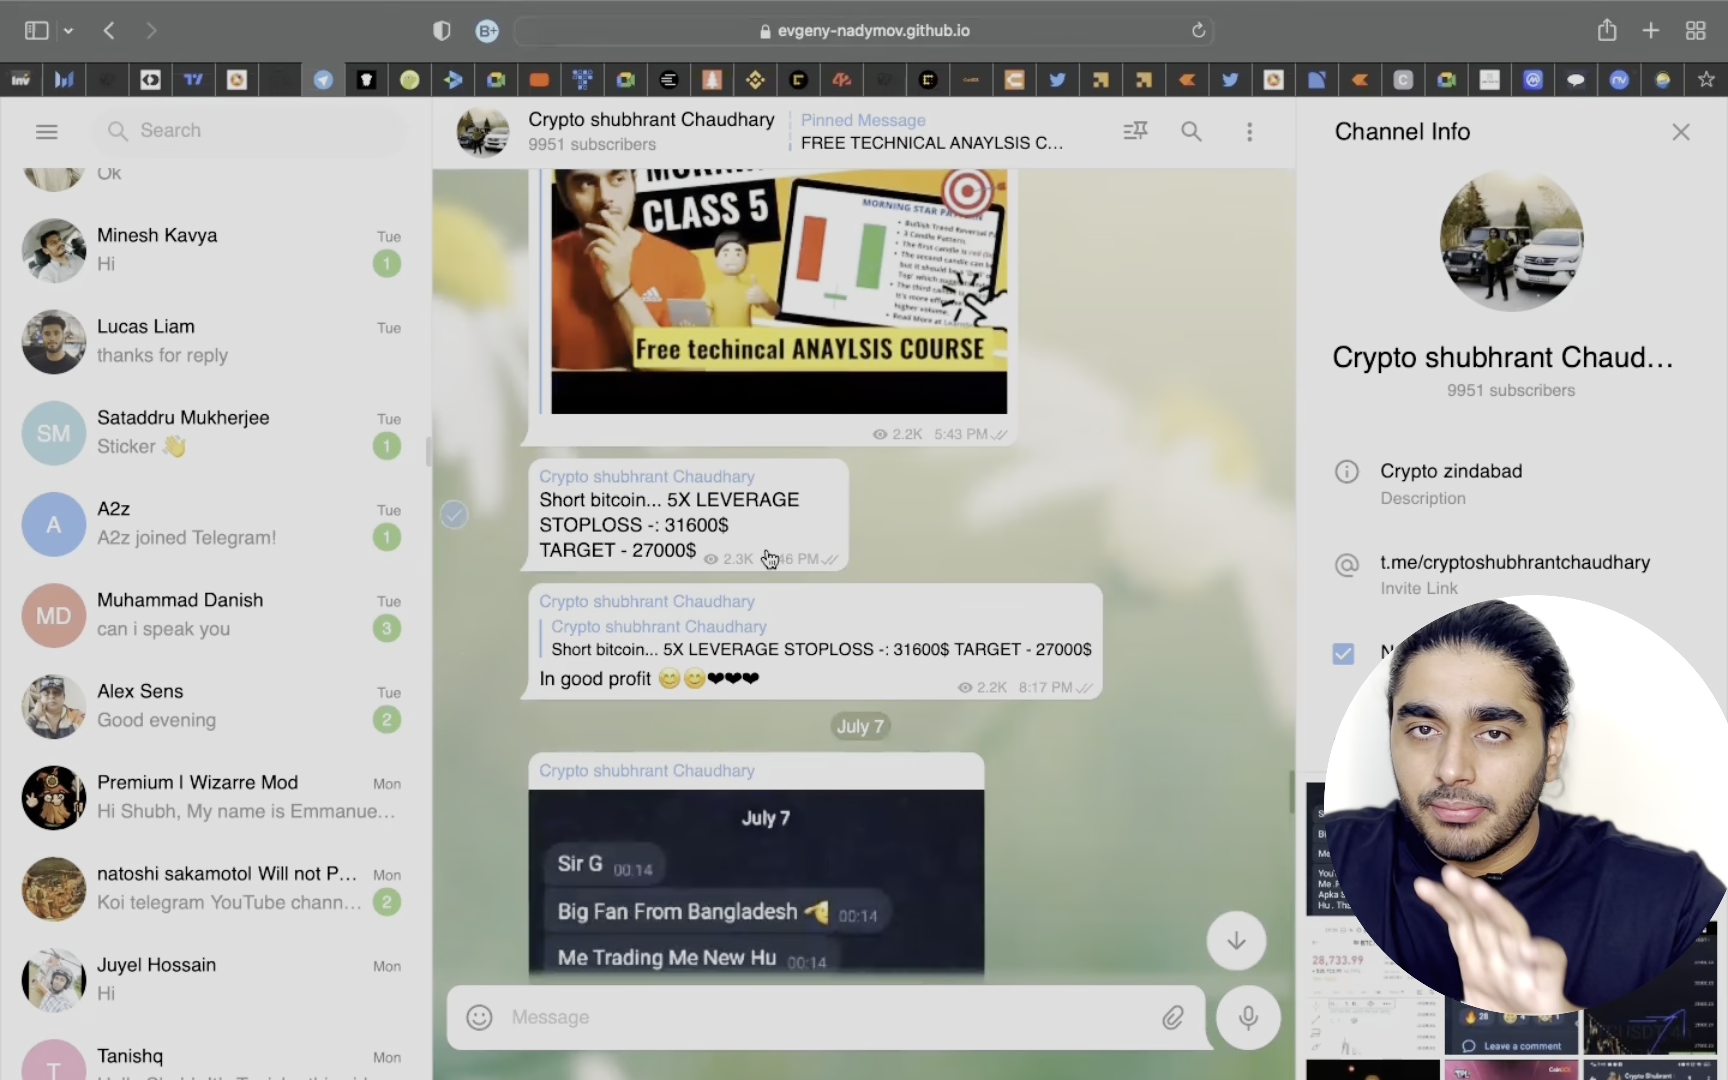 evgeny-nadymov.github.io
Search
Ok
Minesh Kavya
Tue
Hi
1
Lucas Liam
Tue
thanks for reply
SM
Sataddru Mukherjee
Tue
Sticker 👋
1
A
A2z
Tue
A2z joined Telegram!
1
MD
Muhammad Danish
Tue
can i speak you
3
Alex Sens
Tue
Good evening
2
Premium I Wizarre Mod
Mon
Hi Shubh, My name is Emmanue...
natoshi sakamotol Will not P...
Mon
Koi telegram YouTube chann...
2
Juyel Hossain
Mon
Hi
Tanishq
Mon
Crypto shubhrant Chaudhary
9951 subscribers
Pinned Message
FREE TECHNICAL ANAYLSIS C...
CLASS 5
MORNING STAR
Free techincal ANAYLSIS COURSE
2.2K 5:43 PM
Crypto shubhrant Chaudhary
Short bitcoin... 5X LEVERAGE
STOPLOSS -: 31600$
TARGET - 27000$
2.3K
46 PM
Crypto shubhrant Chaudhary
Crypto shubhrant Chaudhary
Short bitcoin... 5X LEVERAGE STOPLOSS -: 31600$ TARGET - 27000$
In good profit 😊😊❤❤❤
2.2K 8:17 PM
July 7
Crypto shubhrant Chaudhary
July 7
Sir G 00:14
Big Fan From Bangladesh 00:14
Me Trading Me New Hu 00:14
Message
Channel Info
Crypto shubhrant Chaud...
9951 subscribers
Crypto zindabad
Description
t.me/cryptoshubhrantchaudhary
Invite Link
28,733.99
Leave a comment